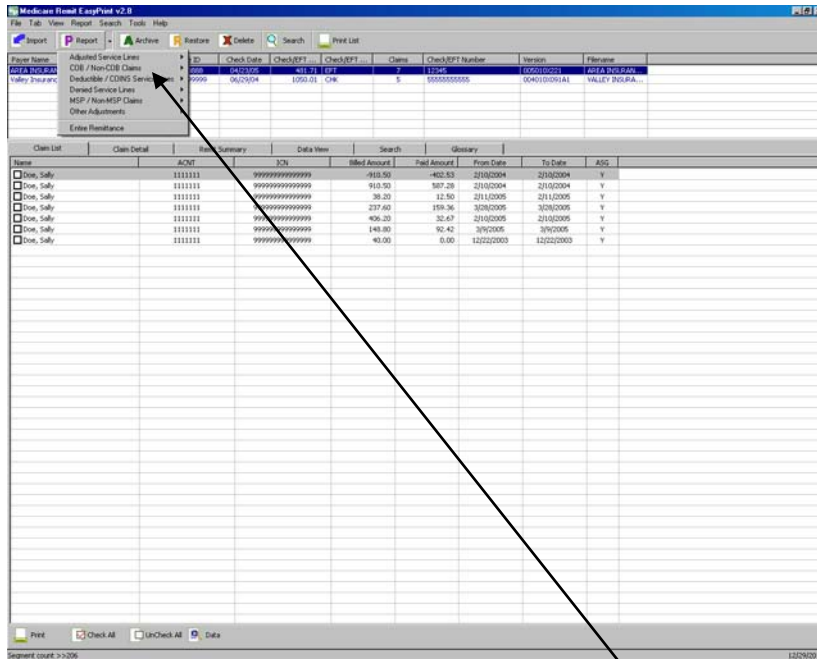 Medicare Remit EasyPrint v2.8
File Tab View Report Search Tools Help
Import Report Archive Restore Delete Search Print List
Payer Name ID Check Date Check/EFT ... Check/EFT ... Claims Check/EFT Number Version Filename
AREA INSURAN 04/23/05 481.71 EFT 7 12345 005010X221 AREA INSURAN...
Valley Insuranc 9999 06/29/04 1050.01 CHK 5 55555555555 004010X091A1 VALLEY INSURA...
Adjusted Service Lines
COB / Non-COB Claims
Deductible / COINS Service Lines
Denied Service Lines
MSP / Non-MSP Claims
Other Adjustments
Entire Remittance
Claim List Claim Detail Remit Summary Data View Search Glossary
Name ACNT ICN Billed Amount Paid Amount From Date To Date ASG
Doe, Sally 1111111 999999999999999 -910.50 -402.53 2/10/2004 2/10/2004 Y
Doe, Sally 1111111 999999999999999 910.50 587.28 2/10/2004 2/10/2004 Y
Doe, Sally 1111111 999999999999999 38.20 12.50 2/11/2005 2/11/2005 Y
Doe, Sally 1111111 999999999999999 237.60 159.36 3/28/2005 3/28/2005 Y
Doe, Sally 1111111 999999999999999 406.20 32.67 2/10/2005 2/10/2005 Y
Doe, Sally 1111111 999999999999999 148.80 92.42 3/9/2005 3/9/2005 Y
Doe, Sally 1111111 999999999999999 40.00 0.00 12/22/2003 12/22/2003 Y
Print Check All UnCheck All Data
Segment count >>206 12/29/20